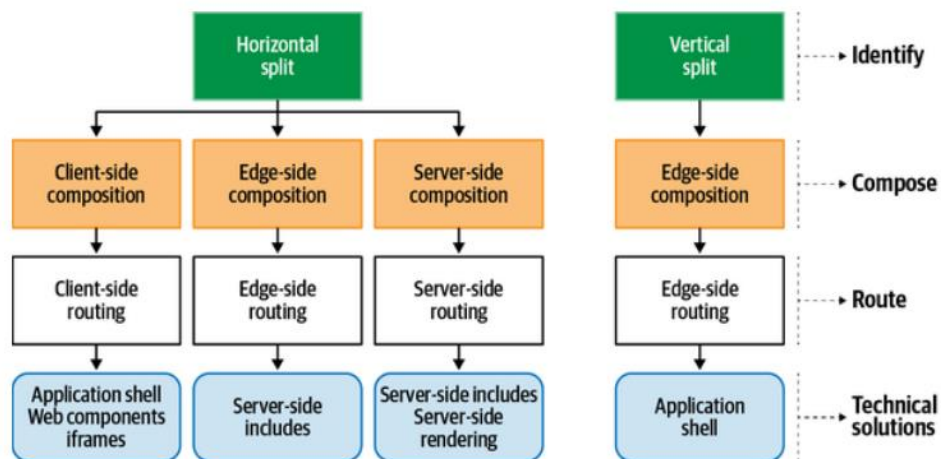 Horizontal
split
Vertical
split
Identify
Client-side
composition
Edge-side
composition
Server-side
composition
Edge-side
composition
Compose
Client-side
routing
Edge-side
routing
Server-side
routing
Edge-side
routing
Route
Application shell
Web components
iframes
Server-side
includes
Server-side includes
Server-side
rendering
Application
shell
Technical
solutions